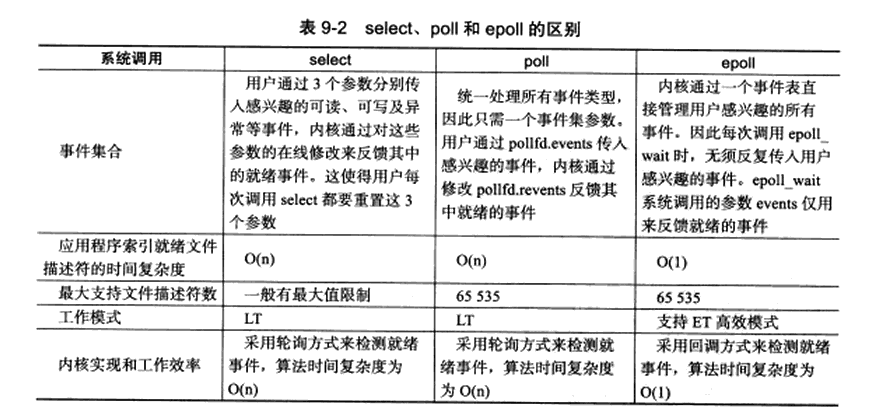 表 9-2 select、poll 和 epoll 的区别
系统调用 select poll epoll
事件集合
用户通过 3 个参数分别传
入感兴趣的可读、可写及异
常等事件，内核通过对这些
参数的在线修改来反馈其中
的就绪事件。这使得用户每
次调用 select 都要重置这 3
个参数
统一处理所有事件类型，
因此只需一个事件集参数。
用户通过 pollfd.events 传入
感兴趣的事件，内核通过
修改 pollfd.revents 反馈其
中就绪的事件
内核通过一个事件表直
接管理用户感兴趣的所有
事件。因此每次调用 epoll_
wait 时，无须反复传入用户
感兴趣的事件。epoll_wait
系统调用的参数 events 仅用
来反馈就绪的事件
应用程序索引就绪文件
描述符的时间复杂度
O(n) O(n) O(1)
最大支持文件描述符数 一般有最大值限制 65 535 65 535
工作模式 LT LT 支持 ET 高效模式
内核实现和工作效率
采用轮询方式来检测就绪
事件，算法时间复杂度为
O(n)
采用轮询方式来检测就
绪事件，算法时间复杂度
为 O(n)
采用回调方式来检测就绪
事件，算法时间复杂度为
O(1)